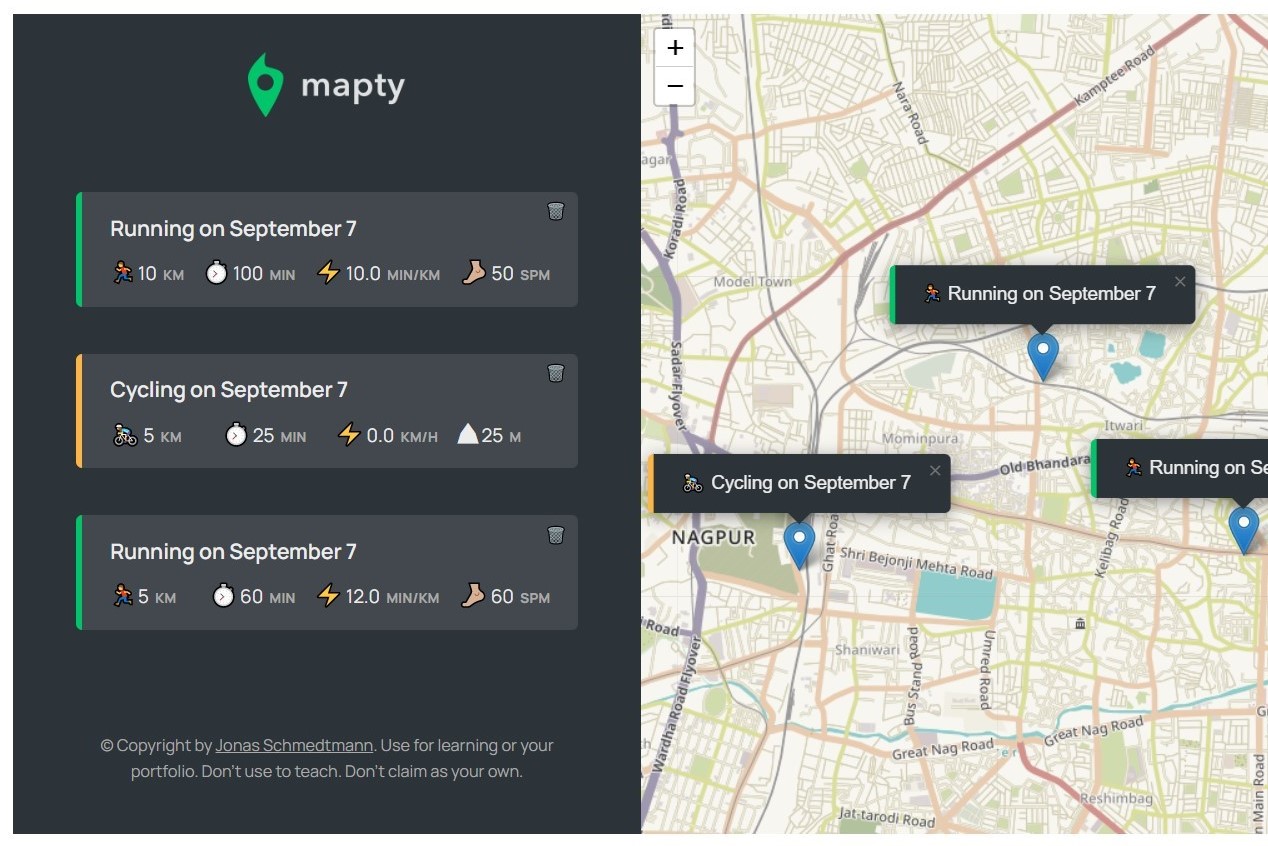 mapty
Running on September 7
10 KM 100 MIN 10.0 MIN/KM 50 SPM
Cycling on September 7
5 KM 25 MIN 0.0 KM/H 25 M
Running on September 7
5 KM 60 MIN 12.0 MIN/KM 60 SPM
© Copyright by Jonas Schmedtmann. Use for learning or your
portfolio. Don't use to teach. Don't claim as your own.
+
−
Nara Road
Kamptee Road
agar
Koradi Road
Model Town
Running on September 7 ×
Sadar Flyover
Itwari
Mominpura
Old Bhandara
Running on Se
Cycling on September 7 ×
NAGPUR
Ghat Road
Kelibag Road
Shri Bejonji Mehta Road
Road
Shaniwari
Bus Stand Road
Umred Road
Wardha Road Flyover
Great Nag Road
Great Nag Road
Reshimbag
Jat-tarodi Road
n Main Road